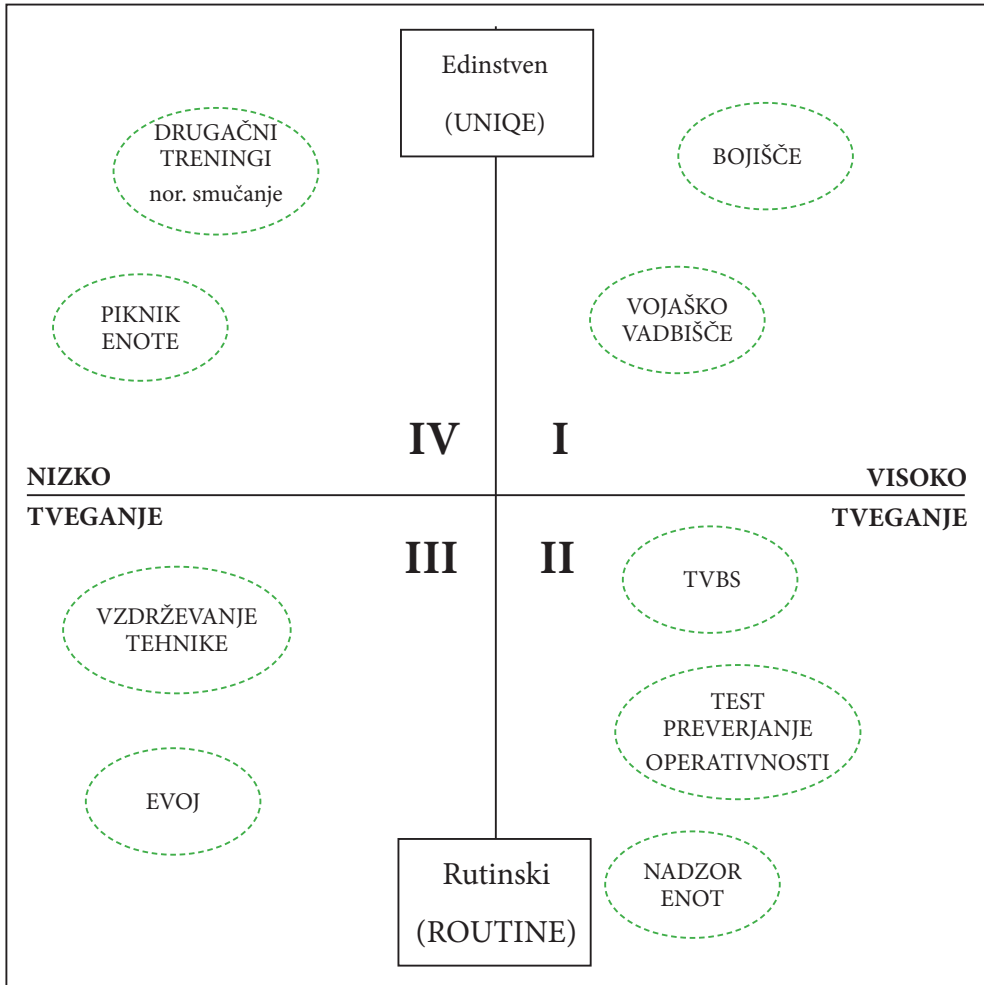 Edinstven
(UNIQE)
DRUGAČNI
TRENINGI
nor. smučanje
BOJIŠČE
PIKNIK
ENOTE
VOJAŠKO
VADBIŠČE
IV
I
NIZKO
VISOKO
TVEGANJE
TVEGANJE
III
II
TVBS
VZDRŽEVANJE
TEHNIKE
TEST
PREVERJANJE
OPERATIVNOSTI
EVOJ
Rutinski
(ROUTINE)
NADZOR
ENOT